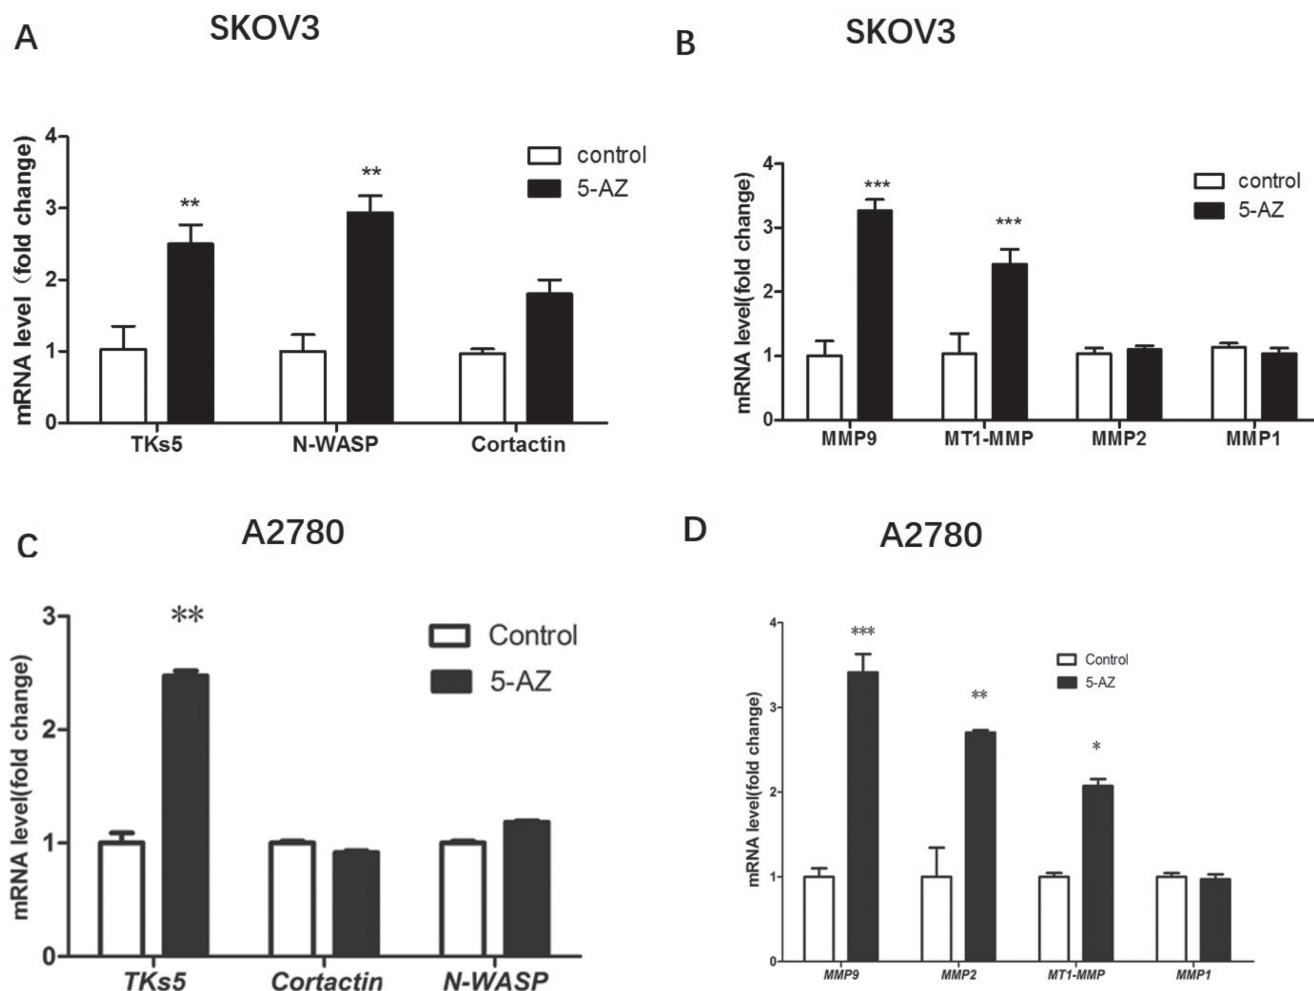 A
SKOV3
mRNA level（fold change)
4
3
2
1
0
**
**
control
5-AZ
TKs5
N-WASP
Cortactin
B
SKOV3
mRNA level(fold change)
4
3
2
1
0
***
***
control
5-AZ
MMP9
MT1-MMP
MMP2
MMP1
C
A2780
mRNA level(fold change)
3
2
1
0
**
Control
5-AZ
TKs5
Cortactin
N-WASP
D
A2780
mRNA level(fold change)
4
3
2
1
0
***
**
*
Control
5-AZ
MMP9
MMP2
MT1-MMP
MMP1